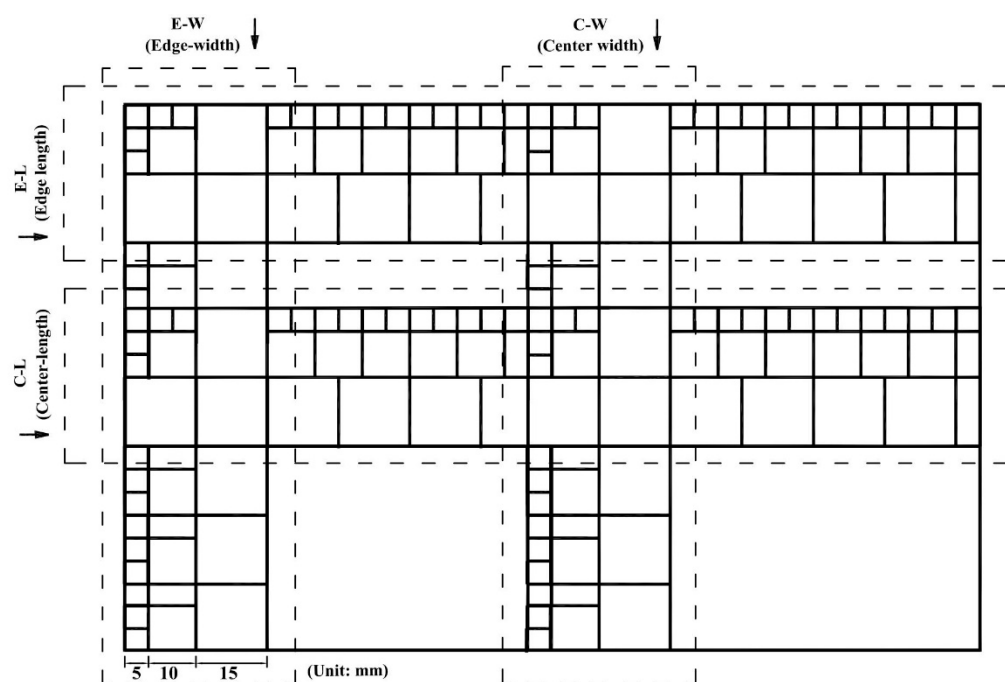 E-W
(Edge-width)
C-W
(Center width)
E-L
(Edge length)
C-L
(Center-length)
5
10
15
(Unit: mm)